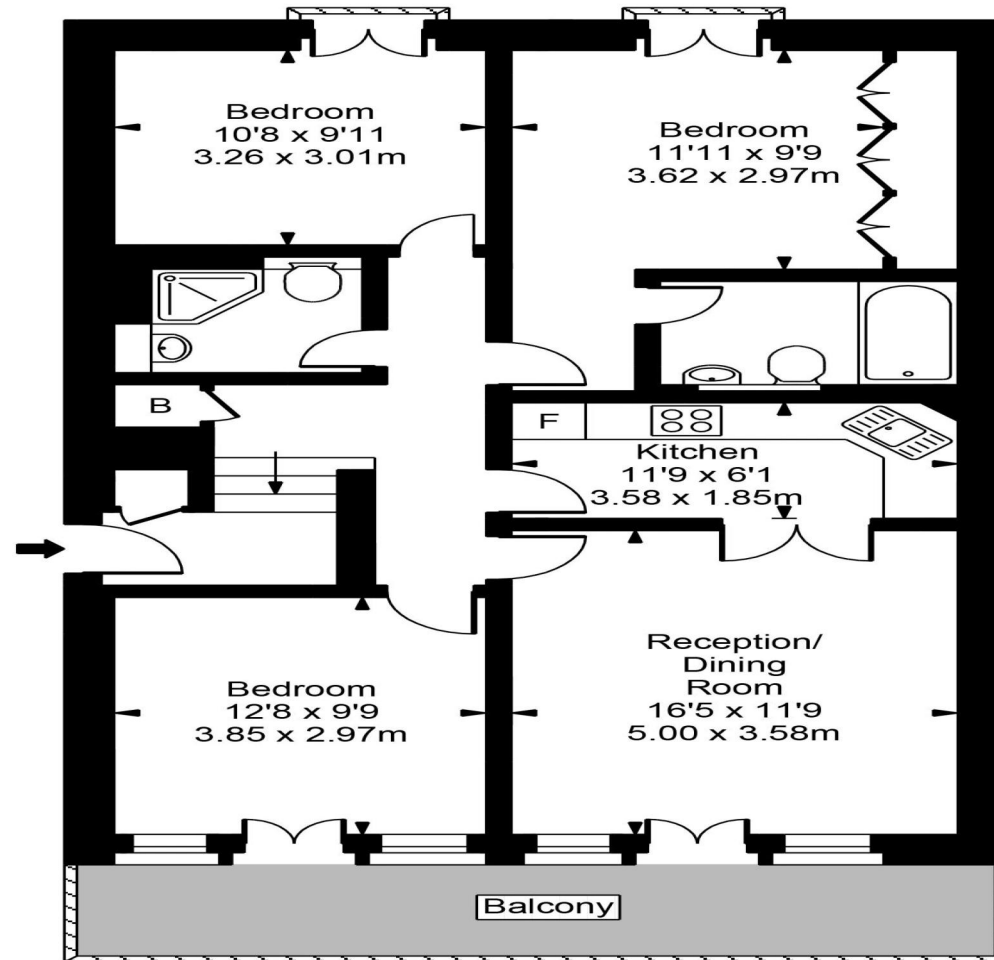 Bedroom
10'8 x 9'11
3.26 x 3.01m
Bedroom
11'11 x 9'9
3.62 x 2.97m
B
F
Kitchen
11'9 x 6'1
3.58 x 1.85m
Bedroom
12'8 x 9'9
3.85 x 2.97m
Reception/
Dining
Room
16'5 x 11'9
5.00 x 3.58m
Balcony